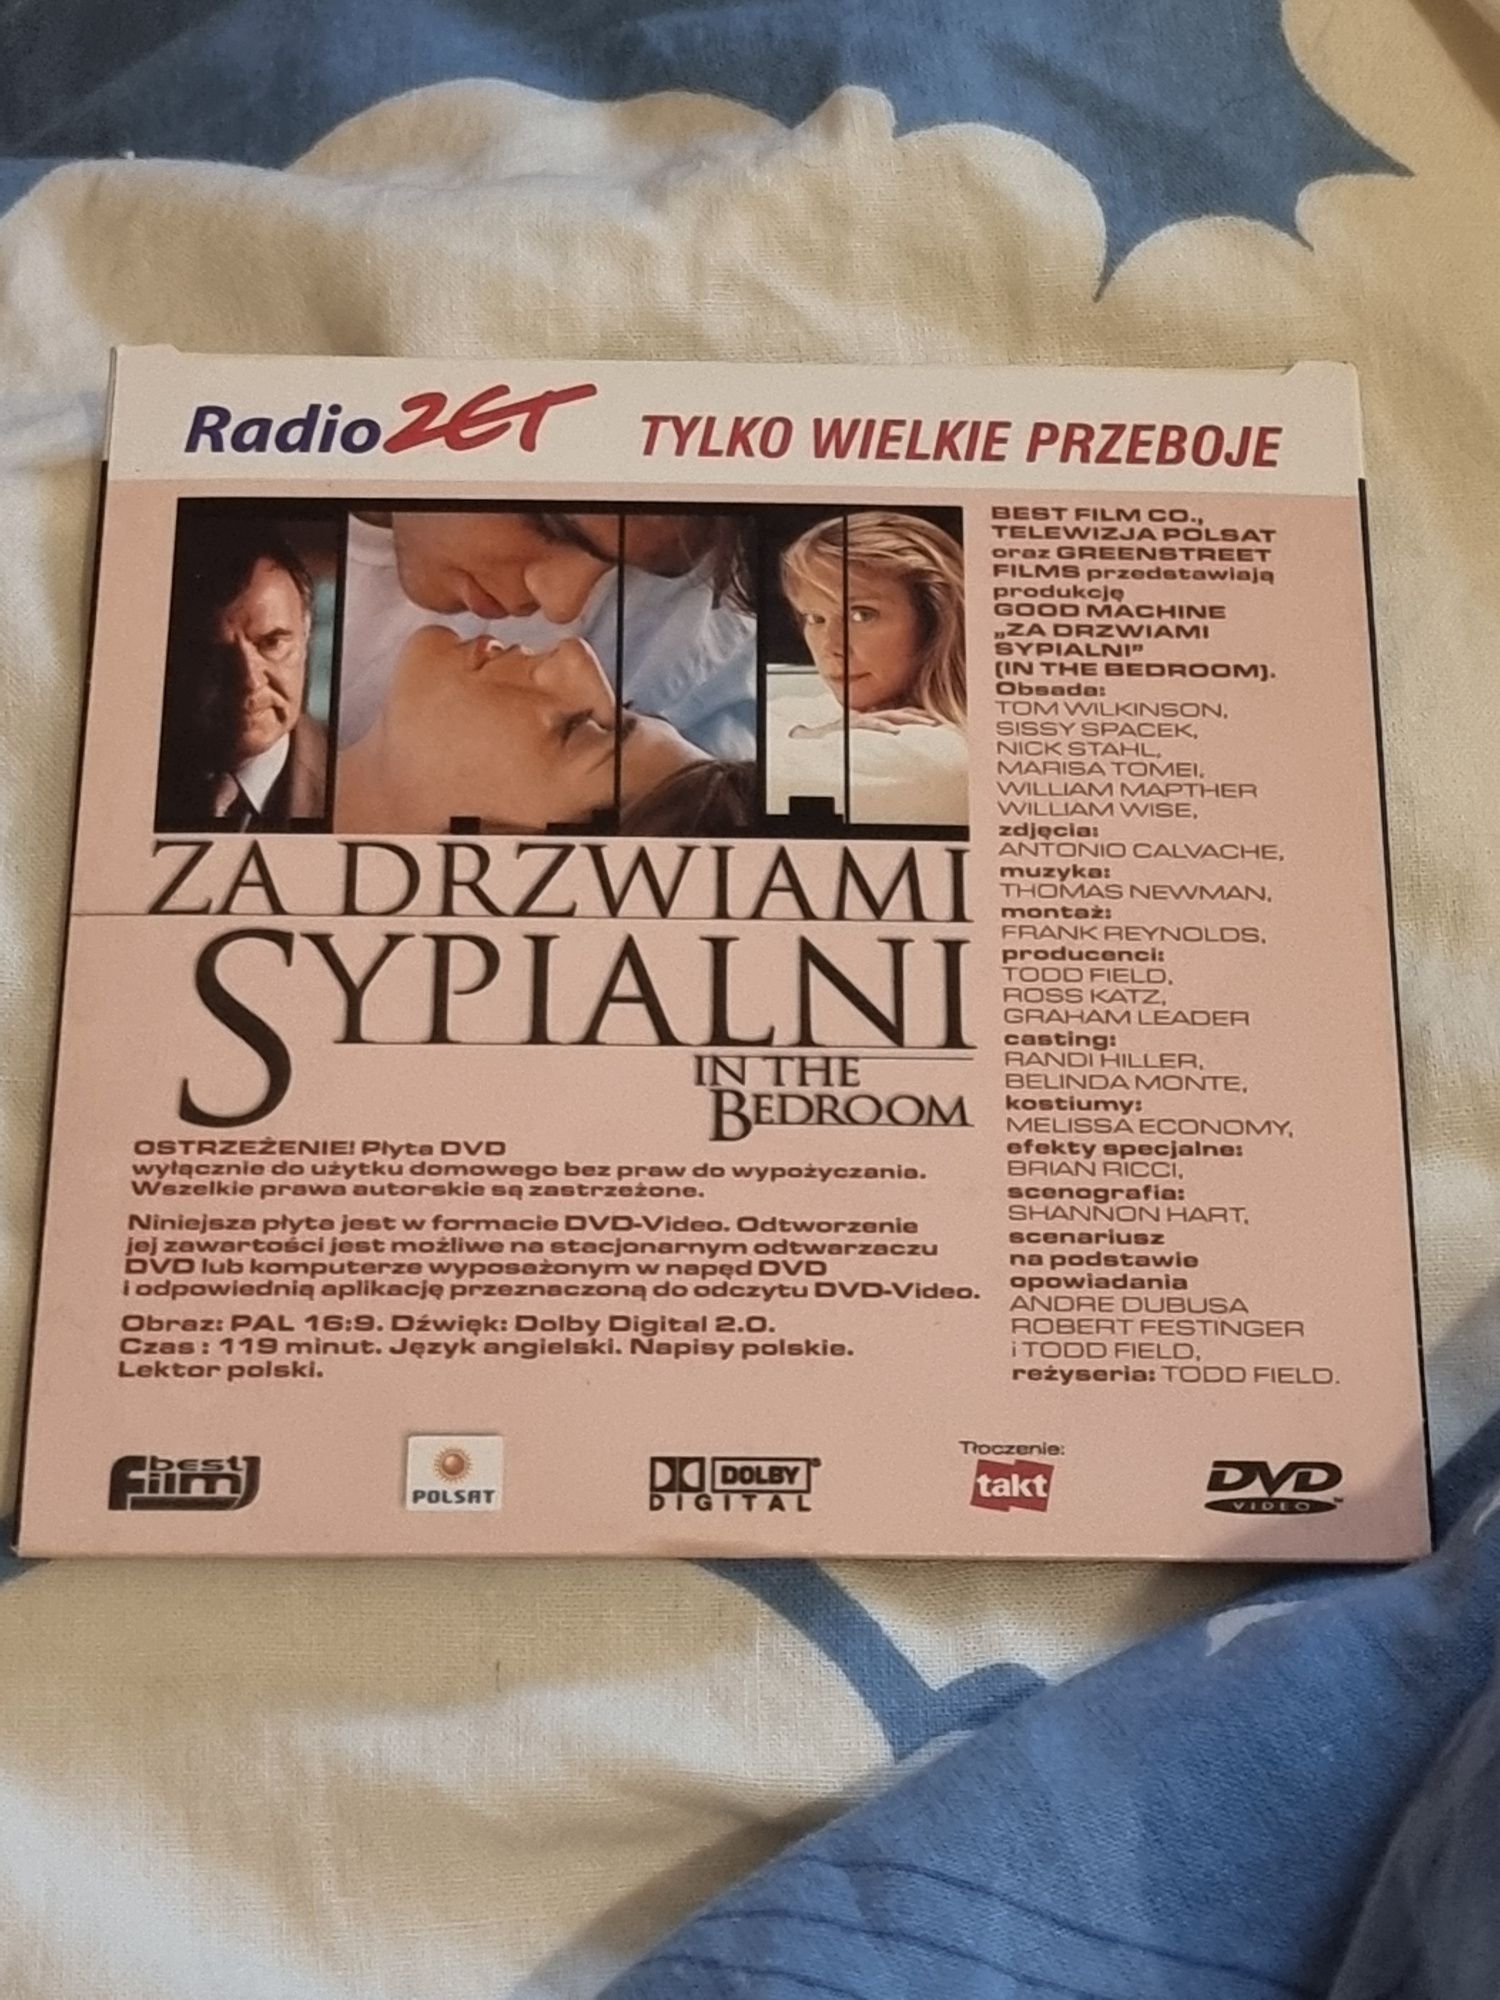 Radio ZET TYLKO WIELKIE PRZEBOJE
ZA DRZWIAMI
SYPIALNI
IN THE
BEDROOM
OSTRZEŻENIE! Płyta DVD
wyłącznie do użytku domowego bez praw do wypożyczania.
Wszelkie prawa autorskie są zastrzeżone.
Niniejsza płyta jest w formacie DVD-Video. Odtworzenie
jej zawartości jest możliwe na stacjonarnym odtwarzaczu
DVD lub komputerze wyposażonym w napęd DVD
i odpowiednią aplikację przeznaczoną do odczytu DVD-Video.
Obraz: PAL 16:9. Dźwięk: Dolby Digital 2.0.
Czas : 119 minut. Język angielski. Napisy polskie.
Lektor polski.
BEST FILM CO.,
TELEWIZJA POLSAT
oraz GREENSTREET
FILMS przedstawiają
produkcję
GOOD MACHINE
„ZA DRZWIAMI
SYPIALNI”
(IN THE BEDROOM).
Obsada:
TOM WILKINSON,
SISSY SPACEK,
NICK STAHL,
MARISA TOMEI,
WILLIAM MAPTHER
WILLIAM WISE,
zdjęcia:
ANTONIO CALVACHE,
muzyka:
THOMAS NEWMAN,
montaż:
FRANK REYNOLDS,
producenci:
TODD FIELD,
ROSS KATZ,
GRAHAM LEADER
casting:
RANDI HILLER,
BELINDA MONTE,
kostiumy:
MELISSA ECONOMY,
efekty specjalne:
BRIAN RICCI,
scenografia:
SHANNON HART,
scenariusz
na podstawie
opowiadania
ANDRE DUBUSA
ROBERT FESTINGER
i TODD FIELD,
reżyseria: TODD FIELD.
best
film
POLSAT
DOLBY
DIGITAL
Tłoczenie:
takt
DVD
VIDEO